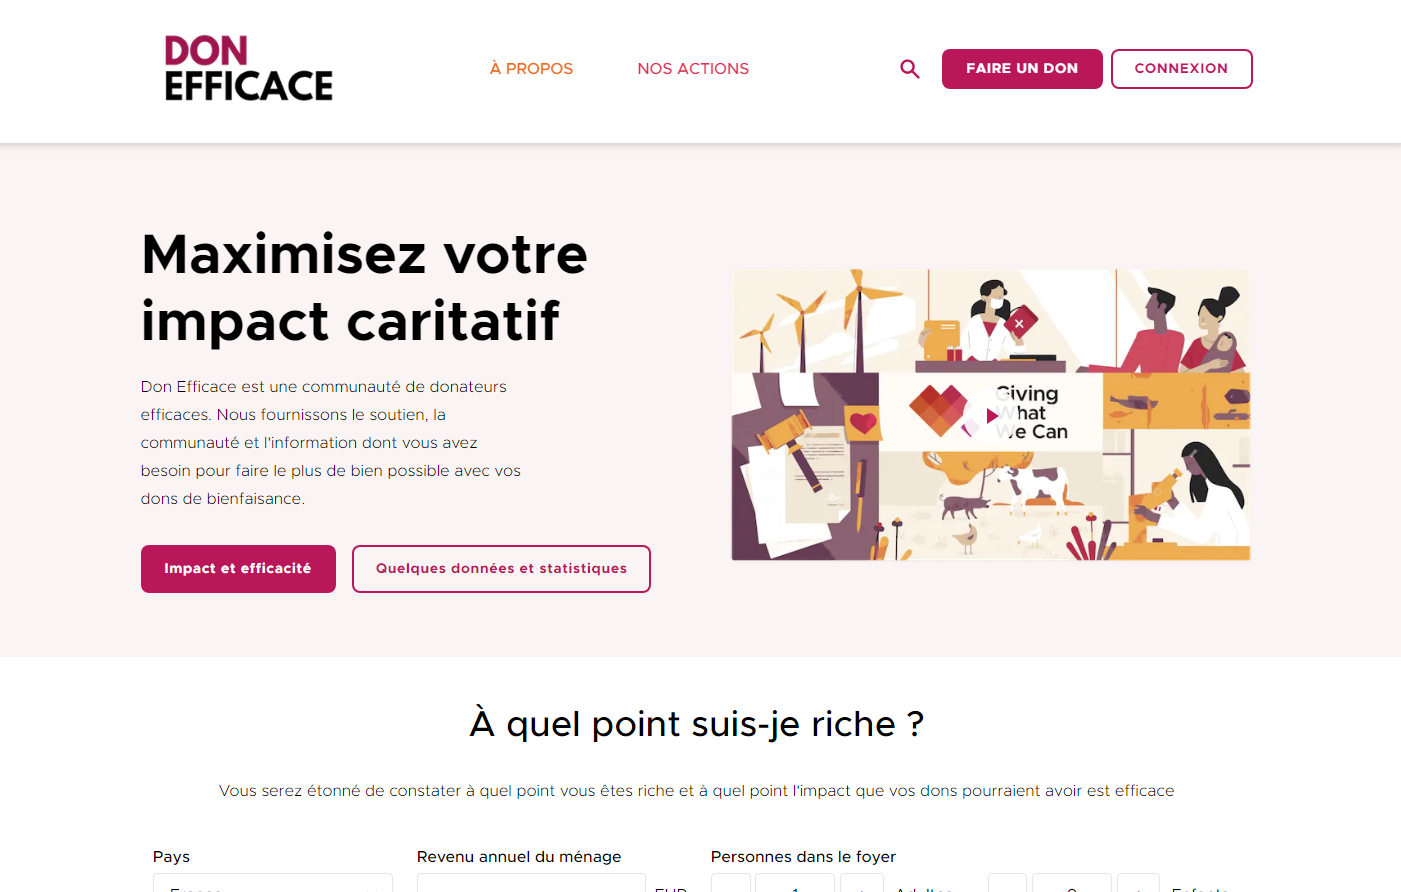 DON
EFFICACE
À PROPOS
NOS ACTIONS
FAIRE UN DON
CONNEXION
Maximisez votre
impact caritatif
Don Efficace est une communauté de donateurs
efficaces. Nous fournissons le soutien, la
communauté et l'information dont vous avez
besoin pour faire le plus de bien possible avec vos
dons de bienfaisance.
Impact et efficacité
Quelques données et statistiques
Giving
What
We Can
À quel point suis-je riche ?
Vous serez étonné de constater à quel point vous êtes riche et à quel point l'impact que vos dons pourraient avoir est efficace
Pays
Revenu annuel du ménage
Personnes dans le foyer